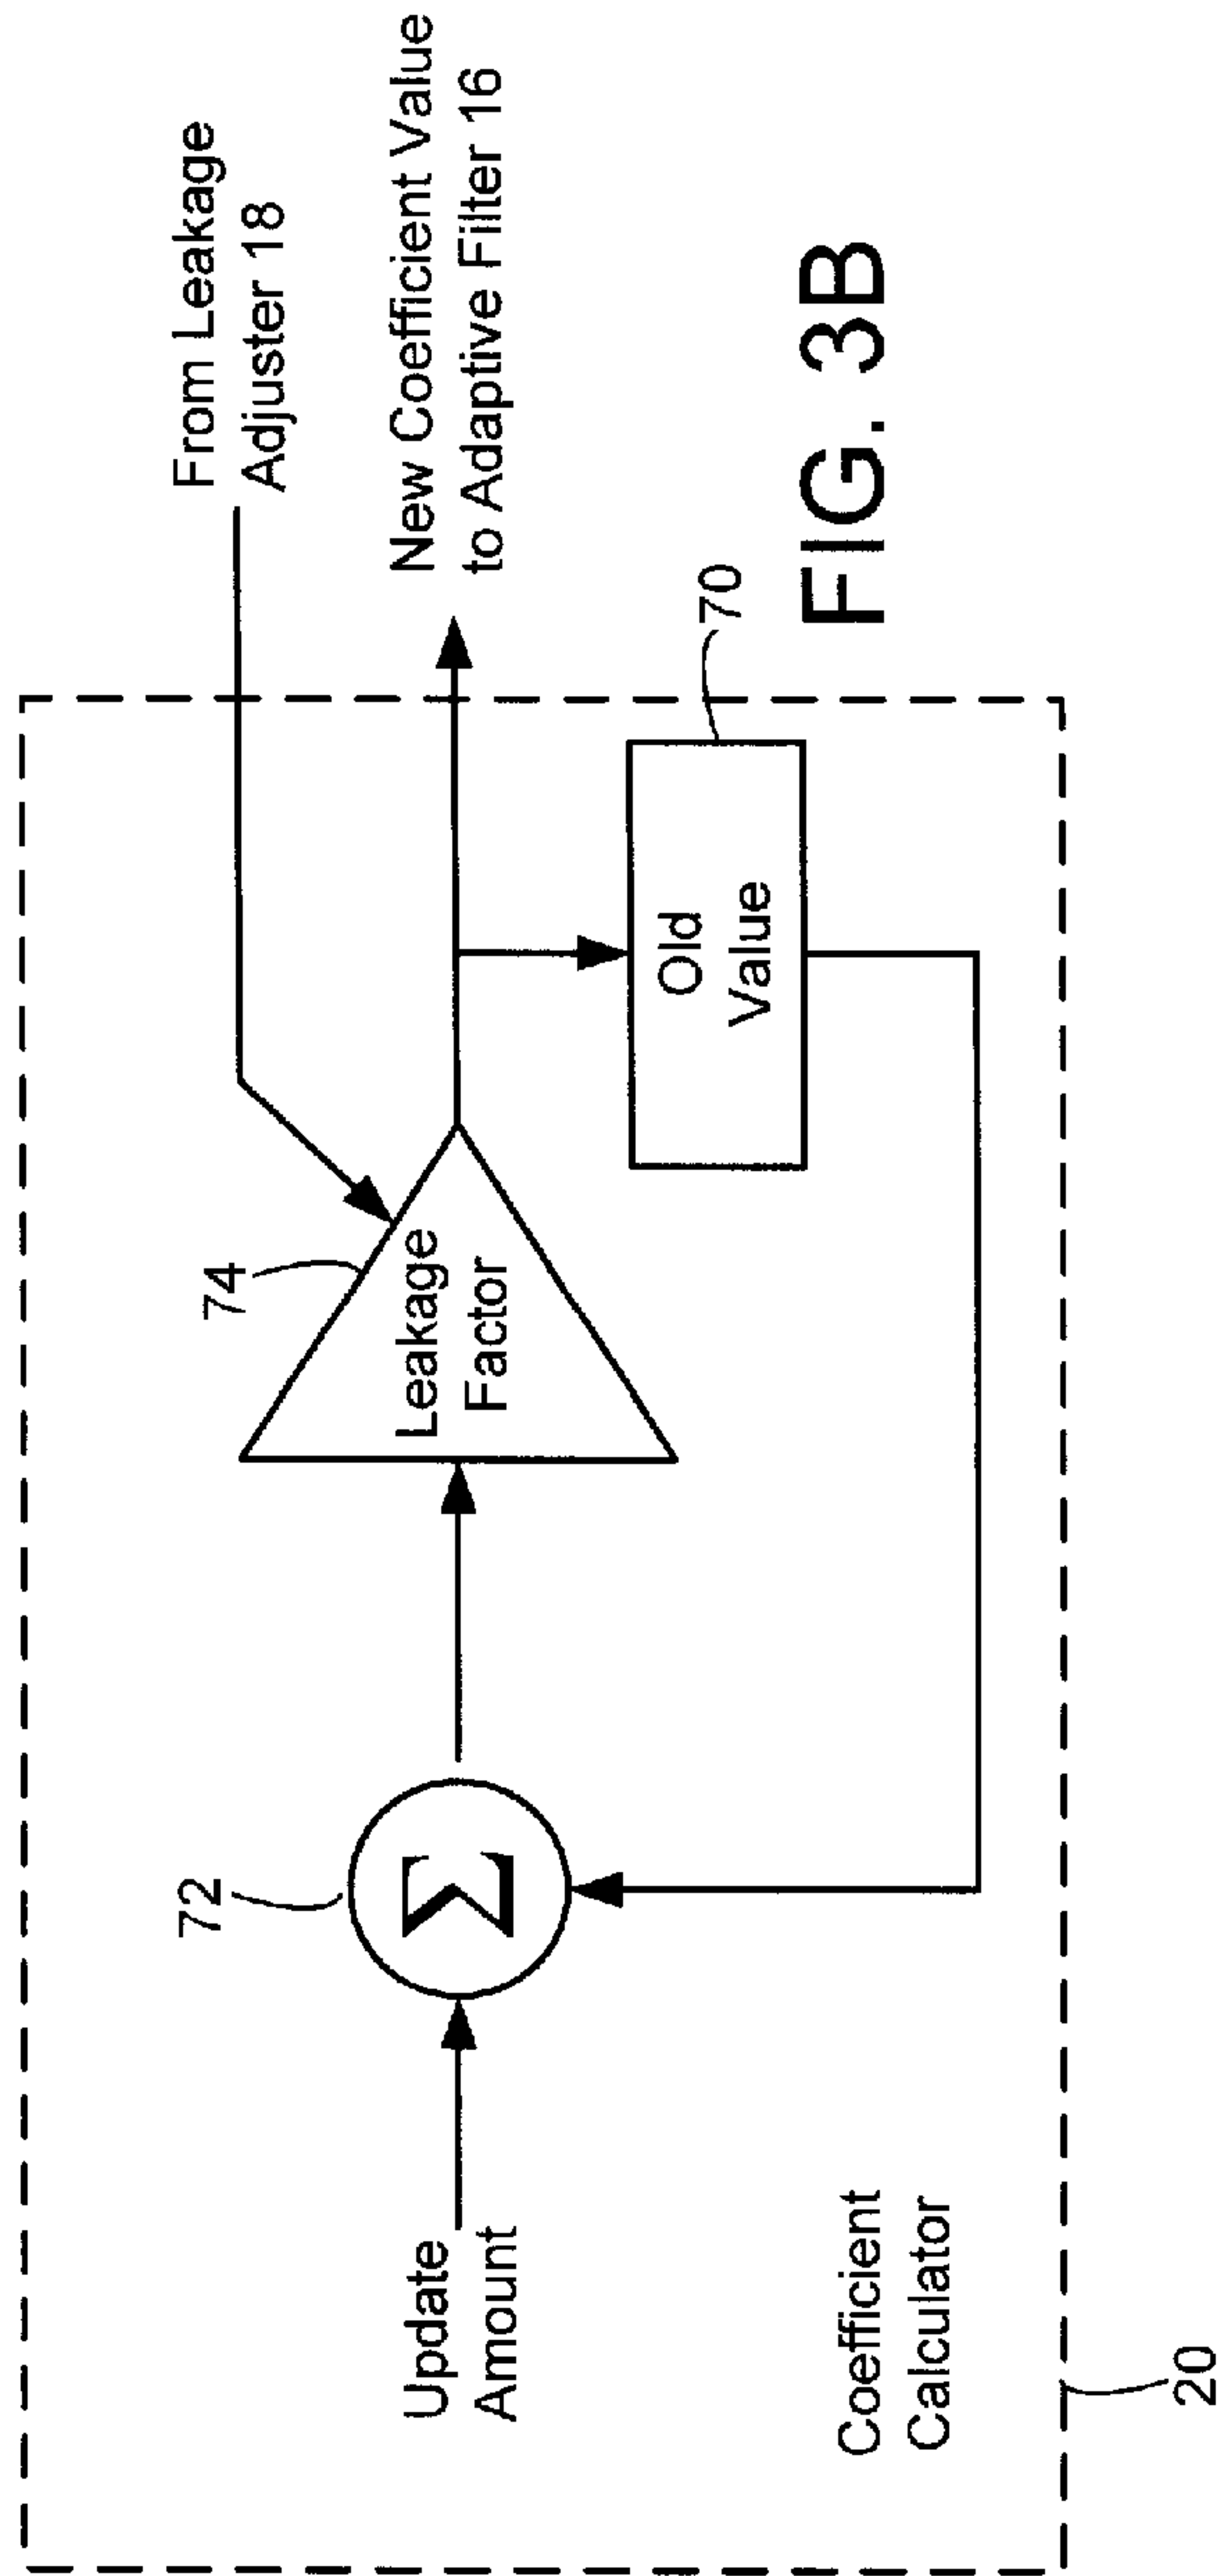 From Leakage
Adjuster 18
New Coefficient Value
to Adaptive Filter 16
74
72
Leakage
Factor
Σ
Update
Amount
Old
Value
70
Coefficient
Calculator
20
FIG. 3B